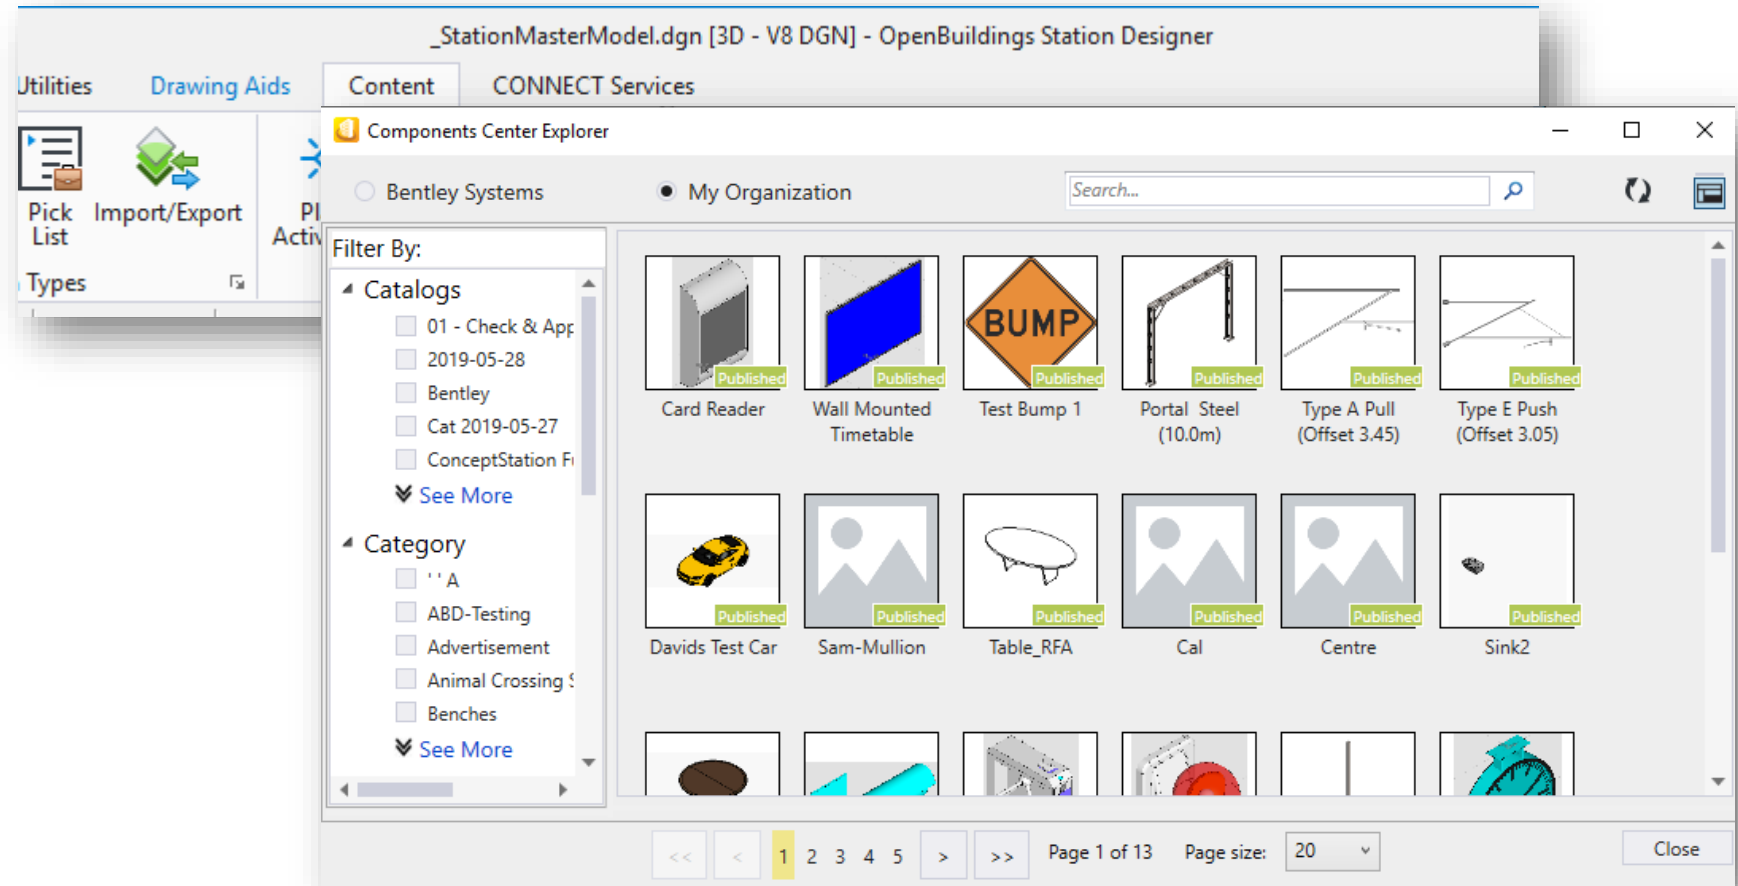 _StationMasterModel.dgn [3D - V8 DGN] - OpenBuildings Station Designer
Utilities Drawing Aids Content CONNECT Services
Pick List
Import/Export
Types
Components Center Explorer
Bentley Systems My Organization Search...
Filter By:
Catalogs
01 - Check & App
2019-05-28
Bentley
Cat 2019-05-27
ConceptStation
See More
Category
' ' A
ABD-Testing
Advertisement
Animal Crossing
Benches
See More
BUMP
Published Published Published Published Published Published
Card Reader
Wall Mounted
Timetable
Test Bump 1
Portal Steel
(10.0m)
Type A Pull
(Offset 3.45)
Type E Push
(Offset 3.05)
Published Published Published Published Published Published
Davids Test Car
Sam-Mullion
Table_RFA
Cal
Centre
Sink2
<< < 1 2 3 4 5 > >> Page 1 of 13 Page size: 20 Close